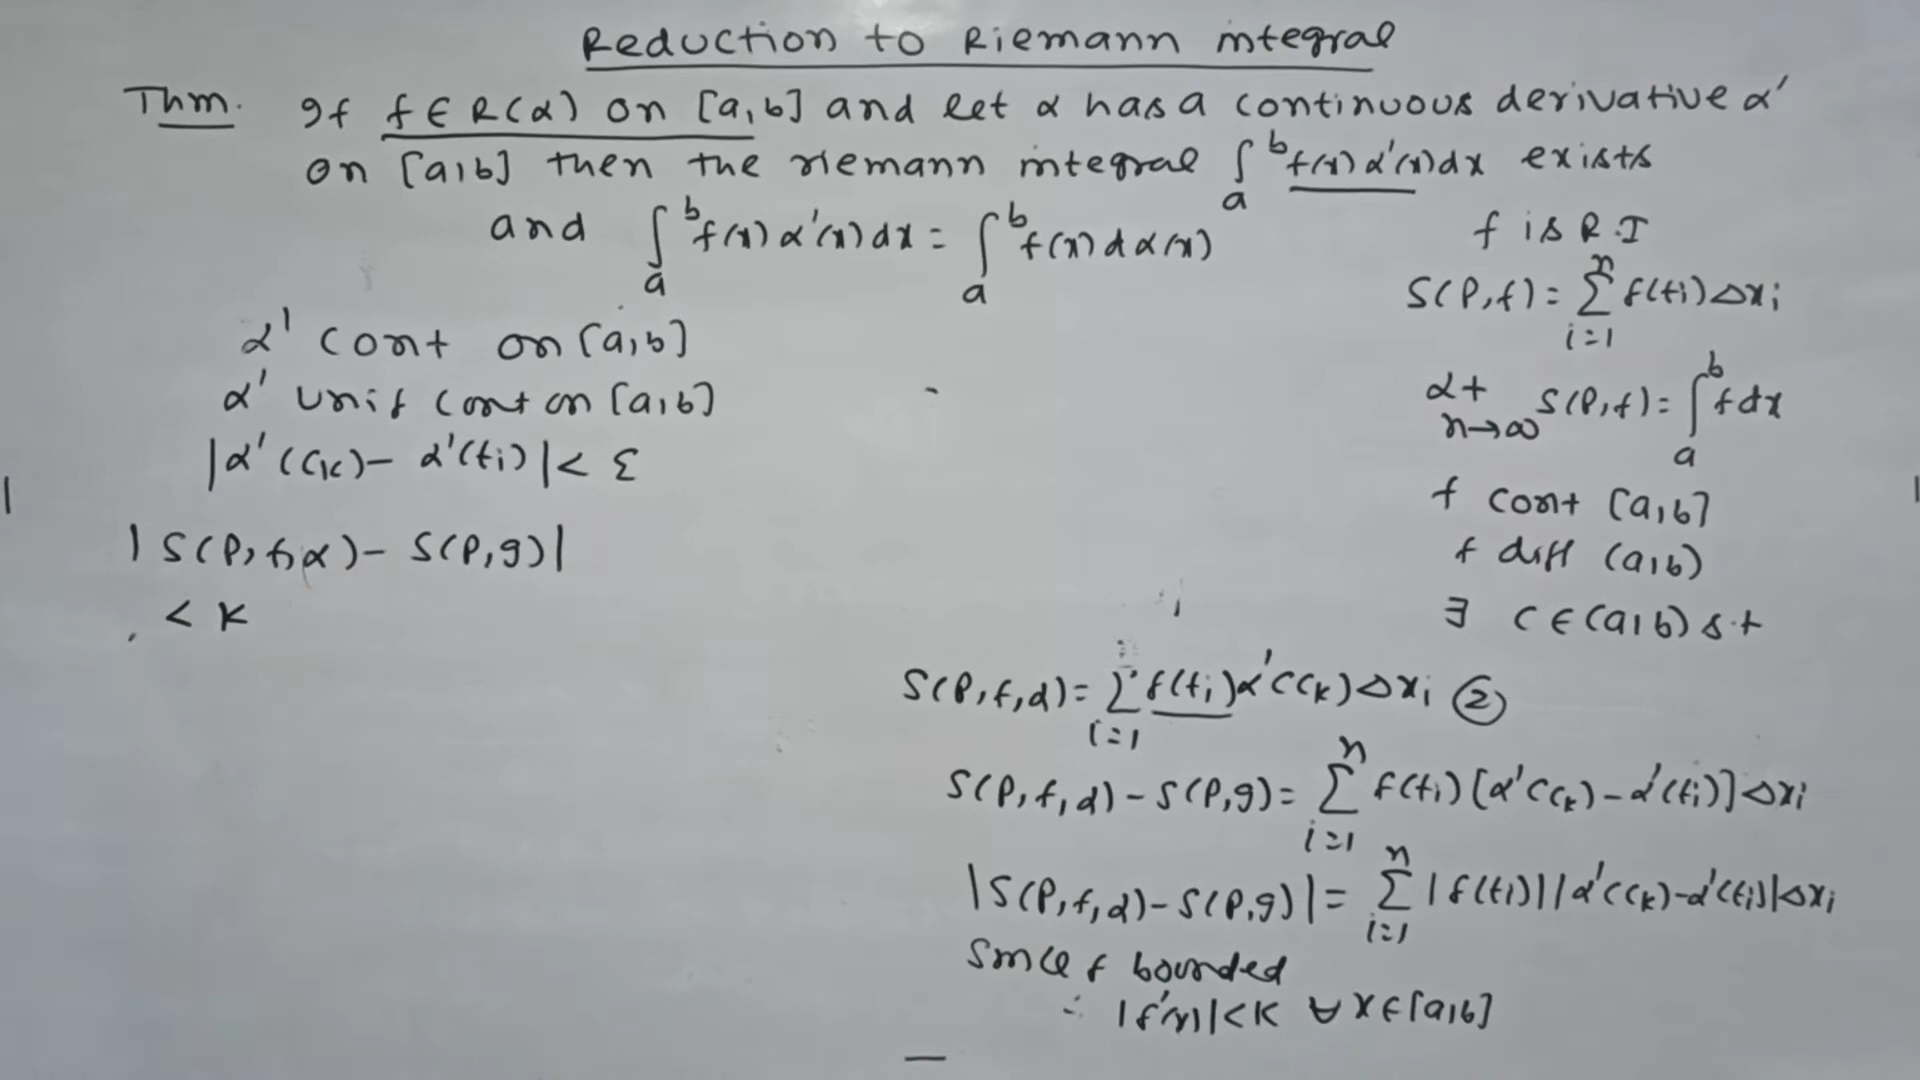 Reduction to Riemann integral
Thm. If f ∈ R(α) on [a,b] and let α has a continuous derivative α'
on [a,b] then the riemann integral ∫_a^b f(x) α'(x)dx exists
and ∫_a^b f(x) α'(x) dx = ∫_a^b f(x) d α(x)
f is R.I
S(P,f) = Σ_{i=1}^n f(ti) Δxi
Lt_{n→∞} S(P,f) = ∫_a^b f dx
f cont [a,b]
f diff (a,b)
∃ C ∈ (a,b) s.t
α' cont on [a,b]
α' unif cont on [a,b]
|α'(Ck) - α'(ti)| < ε
|S(P,f,α) - S(P,g)|
< K
S(P,f,α) = Σ_{i=1} f(ti) α'(Ck) Δxi ②
S(P,f,α) - S(P,g) = Σ_{i=1}^n f(ti) [α'(Ck) - α'(ti)] Δxi
|S(P,f,α) - S(P,g)| = Σ_{i=1}^n |f(ti)| |α'(Ck) - α'(ti)| Δxi
Since f bounded
∴ |f(x)| < K ∀ x ∈ [a,b]